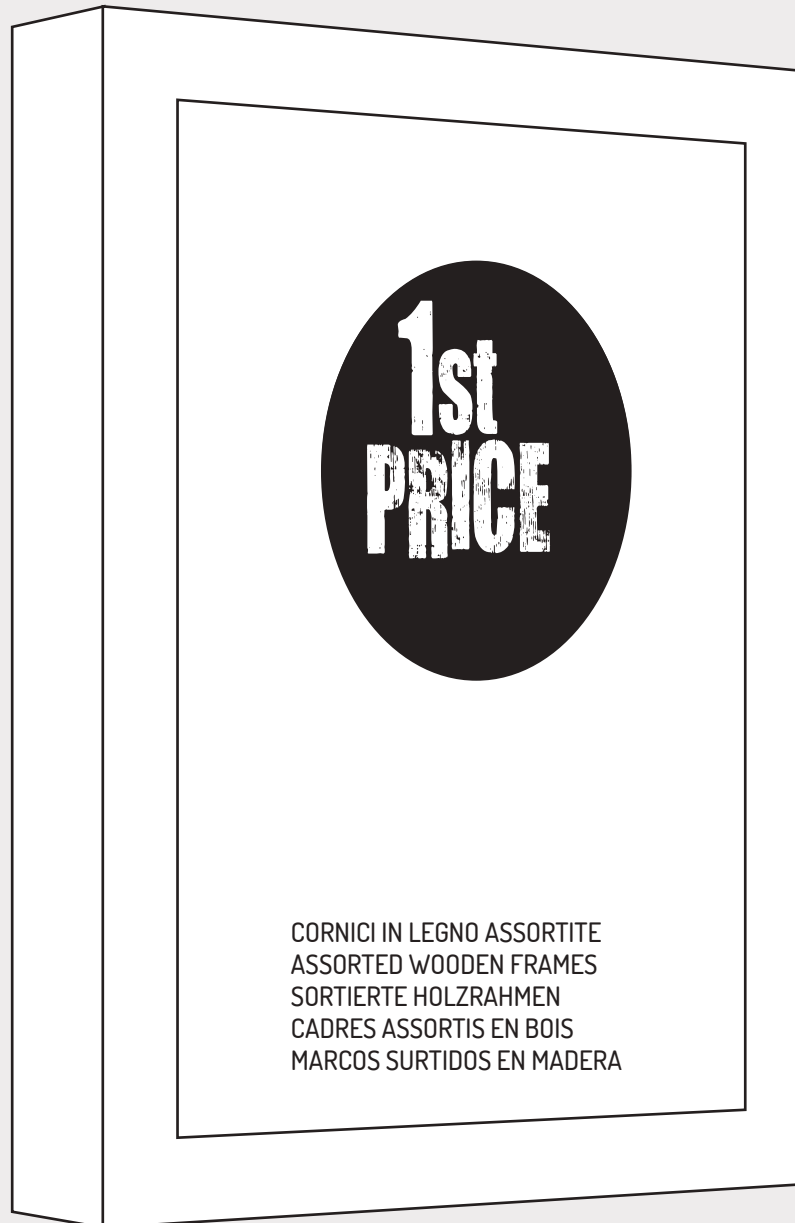 1st
PRICE
CORNICI IN LEGNO ASSORTITE
ASSORTED WOODEN FRAMES
SORTIERTE HOLZRAHMEN
CADRES ASSORTIS EN BOIS
MARCOS SURTIDOS EN MADERA